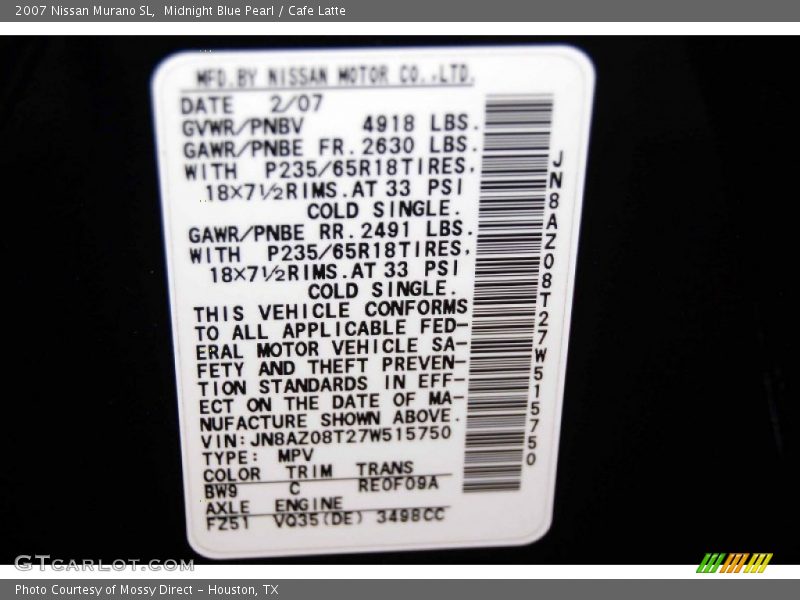 2007 Nissan Murano SL,  Midnight Blue Pearl / Cafe Latte
MFD.BY NISSAN MOTOR CO.,LTD.
DATE 2/07
GVWR/PNBV 4918 LBS.
GAWR/PNBE FR.2630 LBS.
WITH P235/65R18TIRES,
18X7½RIMS.AT 33 PSI
COLD SINGLE.
GAWR/PNBE RR.2491 LBS.
WITH P235/65R18TIRES,
18X7½RIMS.AT 33 PSI
COLD SINGLE.
THIS VEHICLE CONFORMS
TO ALL APPLICABLE FED-
ERAL MOTOR VEHICLE SA-
FETY AND THEFT PREVEN-
TION STANDARDS IN EFF-
ECT ON THE DATE OF MA-
NUFACTURE SHOWN ABOVE.
VIN:JN8AZ08T27W515750
TYPE: MPV
COLOR TRIM TRANS
BW9 C RE0F09A
AXLE ENGINE
FZ51 VQ35(DE) 3498CC
JN8AZ08T27W515750
GTCARLOT.COM
Photo Courtesy of Mossy Direct - Houston, TX